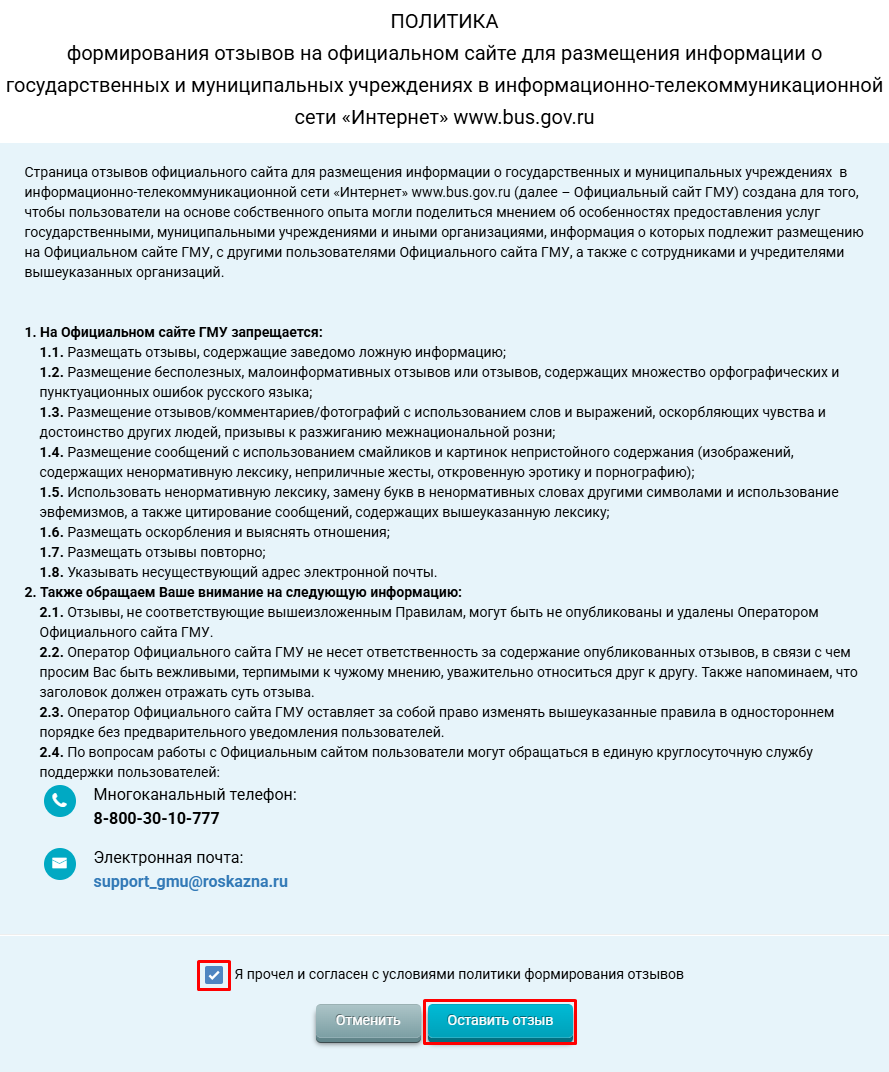 ПОЛИТИКА
формирования отзывов на официальном сайте для размещения информации о
государственных и муниципальных учреждениях в информационно-телекоммуникационной
сети «Интернет» www.bus.gov.ru
Страница отзывов официального сайта для размещения информации о государственных и муниципальных учреждениях в
информационно-телекоммуникационной сети «Интернет» www.bus.gov.ru (далее – Официальный сайт ГМУ) создана для того,
чтобы пользователи на основе собственного опыта могли поделиться мнением об особенностях предоставления услуг
государственными, муниципальными учреждениями и иными организациями, информация о которых подлежит размещению
на Официальном сайте ГМУ, с другими пользователями Официального сайта ГМУ, а также с сотрудниками и учредителями
вышеуказанных организаций.
1. На Официальном сайте ГМУ запрещается:
1.1. Размещать отзывы, содержащие заведомо ложную информацию;
1.2. Размещение бесполезных, малоинформативных отзывов или отзывов, содержащих множество орфографических и
пунктуационных ошибок русского языка;
1.3. Размещение отзывов/комментариев/фотографий с использованием слов и выражений, оскорбляющих чувства и
достоинство других людей, призывы к разжиганию межнациональной розни;
1.4. Размещение сообщений с использованием смайликов и картинок непристойного содержания (изображений,
содержащих ненормативную лексику, неприличные жесты, откровенную эротику и порнографию);
1.5. Использовать ненормативную лексику, замену букв в ненормативных словах другими символами и использование
эвфемизмов, а также цитирование сообщений, содержащих вышеуказанную лексику;
1.6. Размещать оскорбления и выяснять отношения;
1.7. Размещать отзывы повторно;
1.8. Указывать несуществующий адрес электронной почты.
2. Также обращаем Ваше внимание на следующую информацию:
2.1. Отзывы, не соответствующие вышеизложенным Правилам, могут быть не опубликованы и удалены Оператором
Официального сайта ГМУ.
2.2. Оператор Официального сайта ГМУ не несет ответственность за содержание опубликованных отзывов, в связи с чем
просим Вас быть вежливыми, терпимыми к чужому мнению, уважительно относиться друг к другу. Также напоминаем, что
заголовок должен отражать суть отзыва.
2.3. Оператор Официального сайта ГМУ оставляет за собой право изменять вышеуказанные правила в одностороннем
порядке без предварительного уведомления пользователей.
2.4. По вопросам работы с Официальным сайтом пользователи могут обращаться в единую круглосуточную службу
поддержки пользователей:
Многоканальный телефон:
8-800-30-10-777
Электронная почта:
support_gmu@roskazna.ru
Я прочел и согласен с условиями политики формирования отзывов
Отменить Оставить отзыв